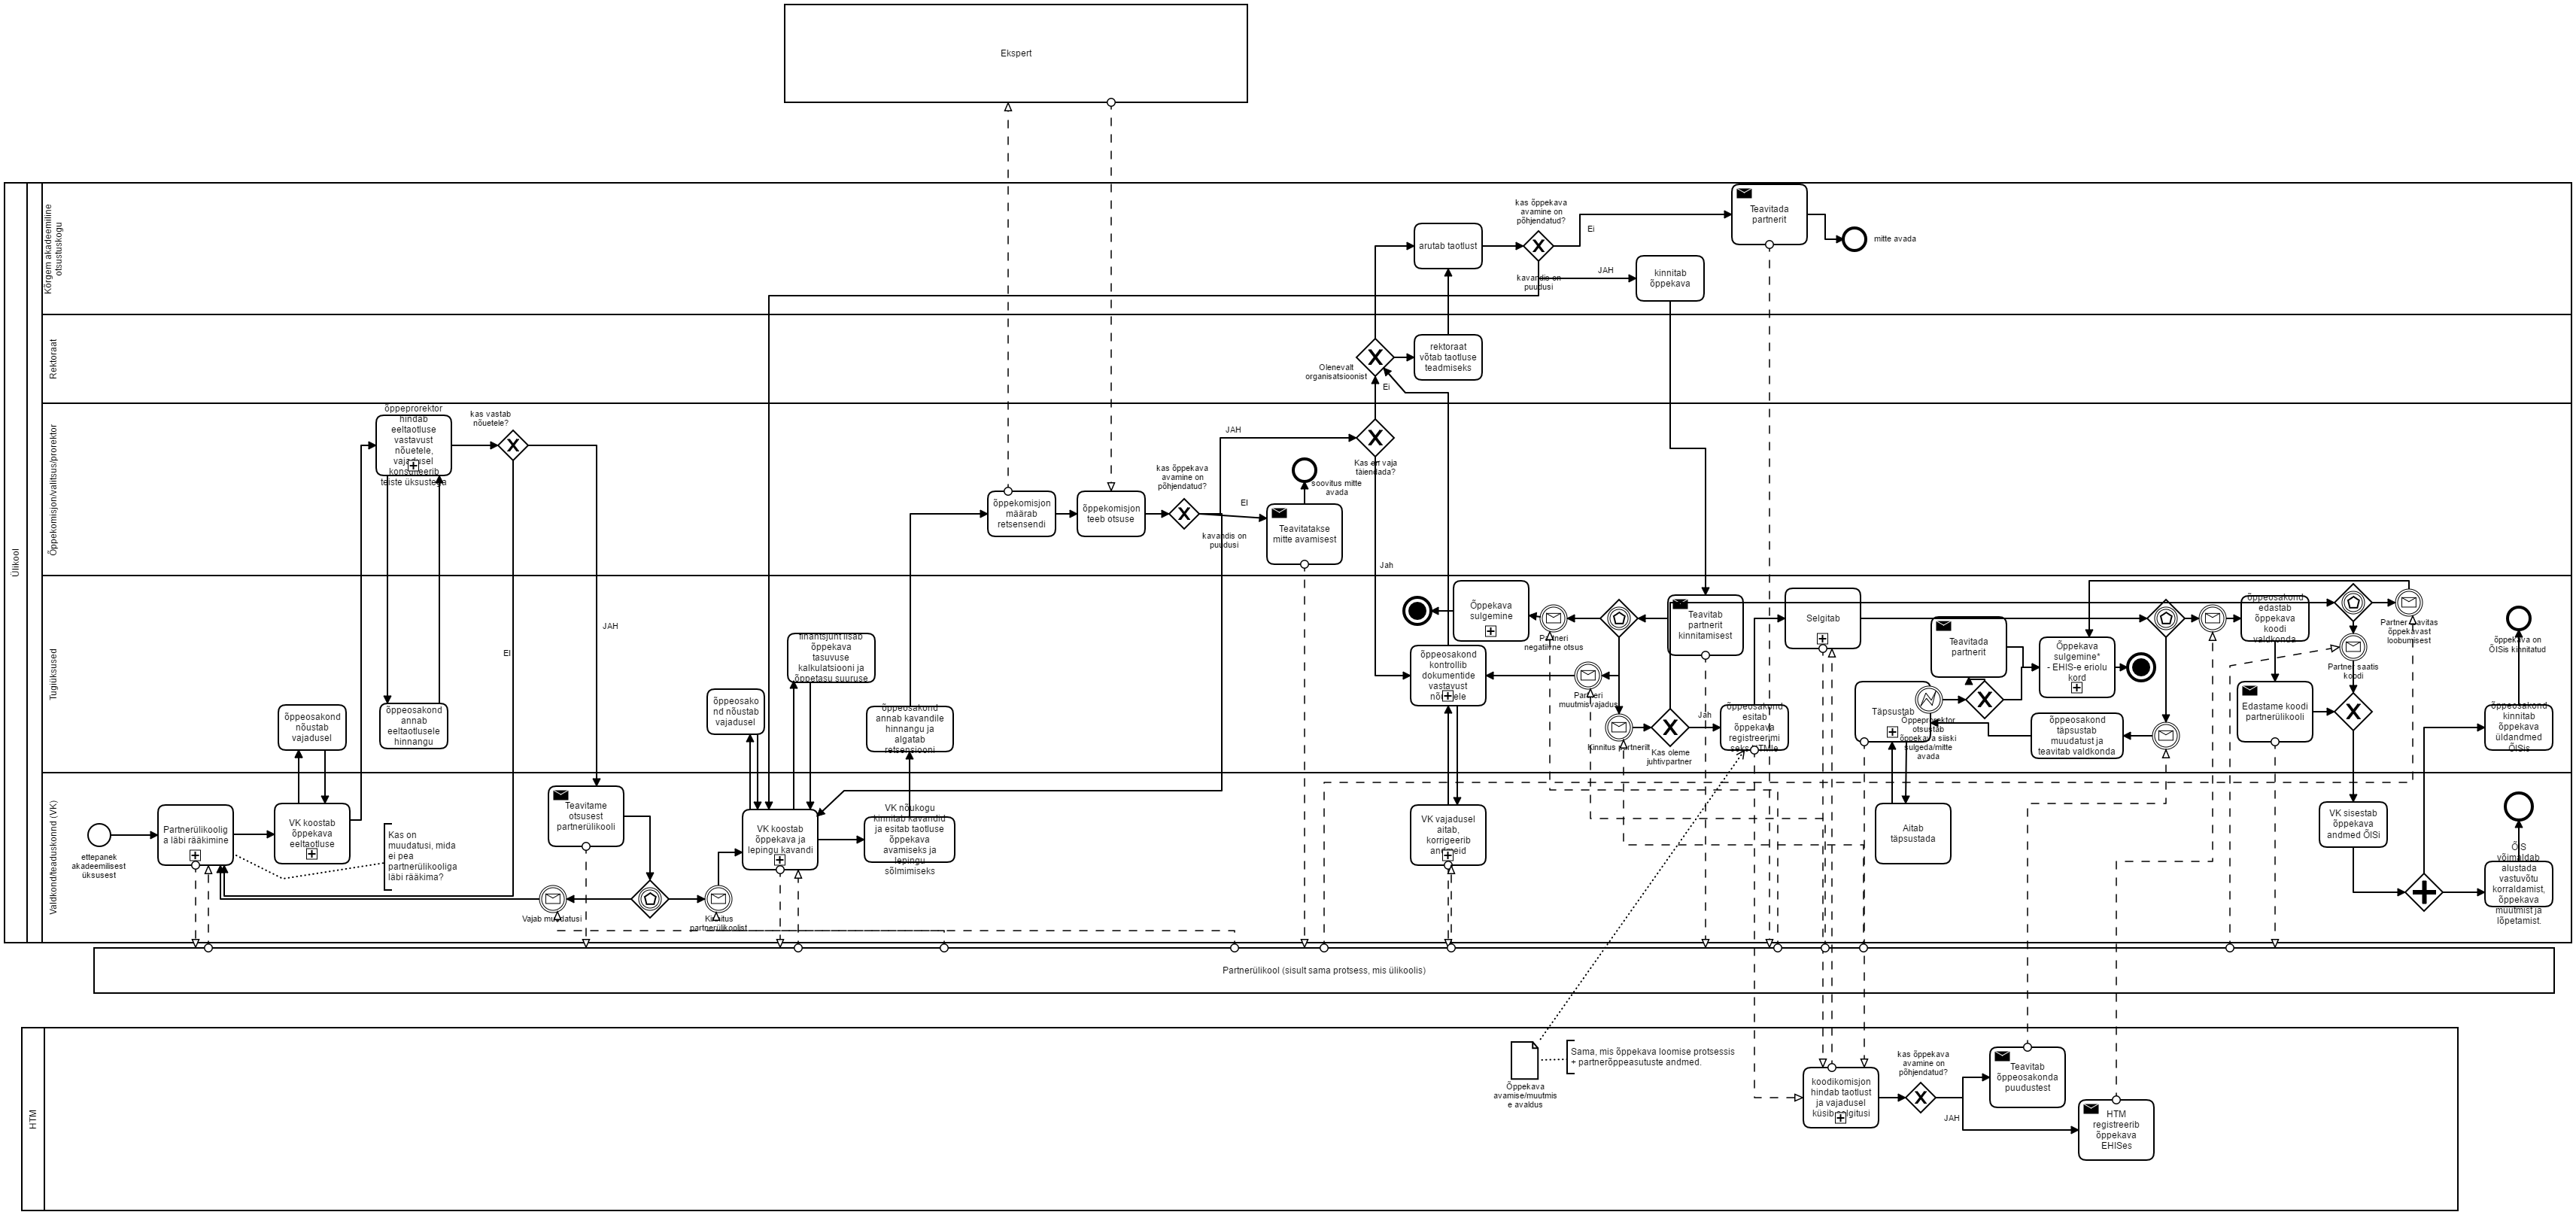 Ekspert
Ülikool
Kõrgem akadeemiline
otsustuskogu
arutab taotlust
kas õppekava
avamine on
põhjendatud?
Ei
kavandis on
puudusi
JAH
kinnitab
õppekava
Teavitada
partnerit
mitte avada
Rektoraat
Olenevalt
organisatsioonist
rektoraat
võtab taotluse
teadmiseks
Ei
Õppekomisjon/valitsus/prorektor
õppeprorektor
hindab
eeltaotluse
vastavust
nõuetele,
vajadusel
konsulteerib
teiste üksustega
kas vastab
nõuetele?
JAH
EI
õppekomisjon
määrab
retsensendi
õppekomisjon
teeb otsuse
kas õppekava
avamine on
põhjendatud?
JAH
EI
kavandis on
puudusi
Teavitatakse
mitte avamisest
soovitus mitte
avada
Kas on vaja
täiendada?
Jah
Tugiüksused
õppeosakond
nõustab
vajadusel
õppeosakond
annab
eeltaotlusele
hinnangu
õppeosako
nd nõustab
vajadusel
finantsjuht lisab
õppekava
tasuvuse
kalkulatsiooni ja
õppetasu suuruse
õppeosakond
annab kavandile
hinnangu ja
algatab
retsensiooni
Õppekava
sulgemine
õppeosakond
kontrollib
dokumentide
vastavust
nõuetele
Partneri
negatiirne otsus
Partneri
muutmisvajadus
Kinnitus partnerilt
Teavitab
partnerit
kinnitamisest
Kas oleme
juhtivpartner
Jah
õppeosakond
esitab
õppekava
registreerimi
seks HTMle
Selgitab
Täpsustab
Õppeprorektor
otsustab
õppekava siiski
sulgeda/mitte
avada
Teavitada
partnerit
Õppekava
sulgemine*
- EHIS-e eriolu
kord
õppeosakond
täpsustab
muudatust ja
teavitab valdkonda
õppeosakond
edastab
õppekava
koodi
valdkonda
Edastame koodi
partnerülikooli
Partner saatis
koodi
Partner teavitas
õppekavast
loobumisest
õppekava on
ÕISis kinnitatud
õppeosakond
kinnitab
õppekava
üldandmed
ÕISis
Valdkond/teaduskonnd (VK)
ettepanek
akadeemilisest
üksusest
Partnerülikoolig
a läbi rääkimine
VK koostab
õppekava
eeltaotluse
Kas on
muudatusi, mida
ei pea
partnerülikooliga
läbi rääkima?
Teavitame
otsusest
partnerülikooli
Vajab muudatusi
Kinnitus
partnerülikoolist
VK koostab
õppekava ja
lepingu kavandi
VK nõukogu
kinnitab kavandid
ja esitab taotluse
õppekava
avamiseks ja
lepingu
sõlmimiseks
VK vajadusel
aitab,
korrigeerib
andmeid
Aitab
täpsustada
VK sisestab
õppekava
andmed ÕISi
ÕIS
võimaldab
alustada
vastuvõtu
korraldamist,
õppekava
muutmist ja
lõpetamist.
Partnerülikool (sisult sama protsess, mis ülikoolis)
HTM
Õppekava
avamise/muutmis
e avaldus
Sama, mis õppekava loomise protsessis
+ partnerõppeasutuste andmed.
koodikomisjon
hindab taotlust
ja vajadusel
küsib selgitusi
kas õppekava
avamine on
põhjendatud?
JAH
Teavitab
õppeosakonda
puudustest
HTM
registreerib
õppekava
EHISes